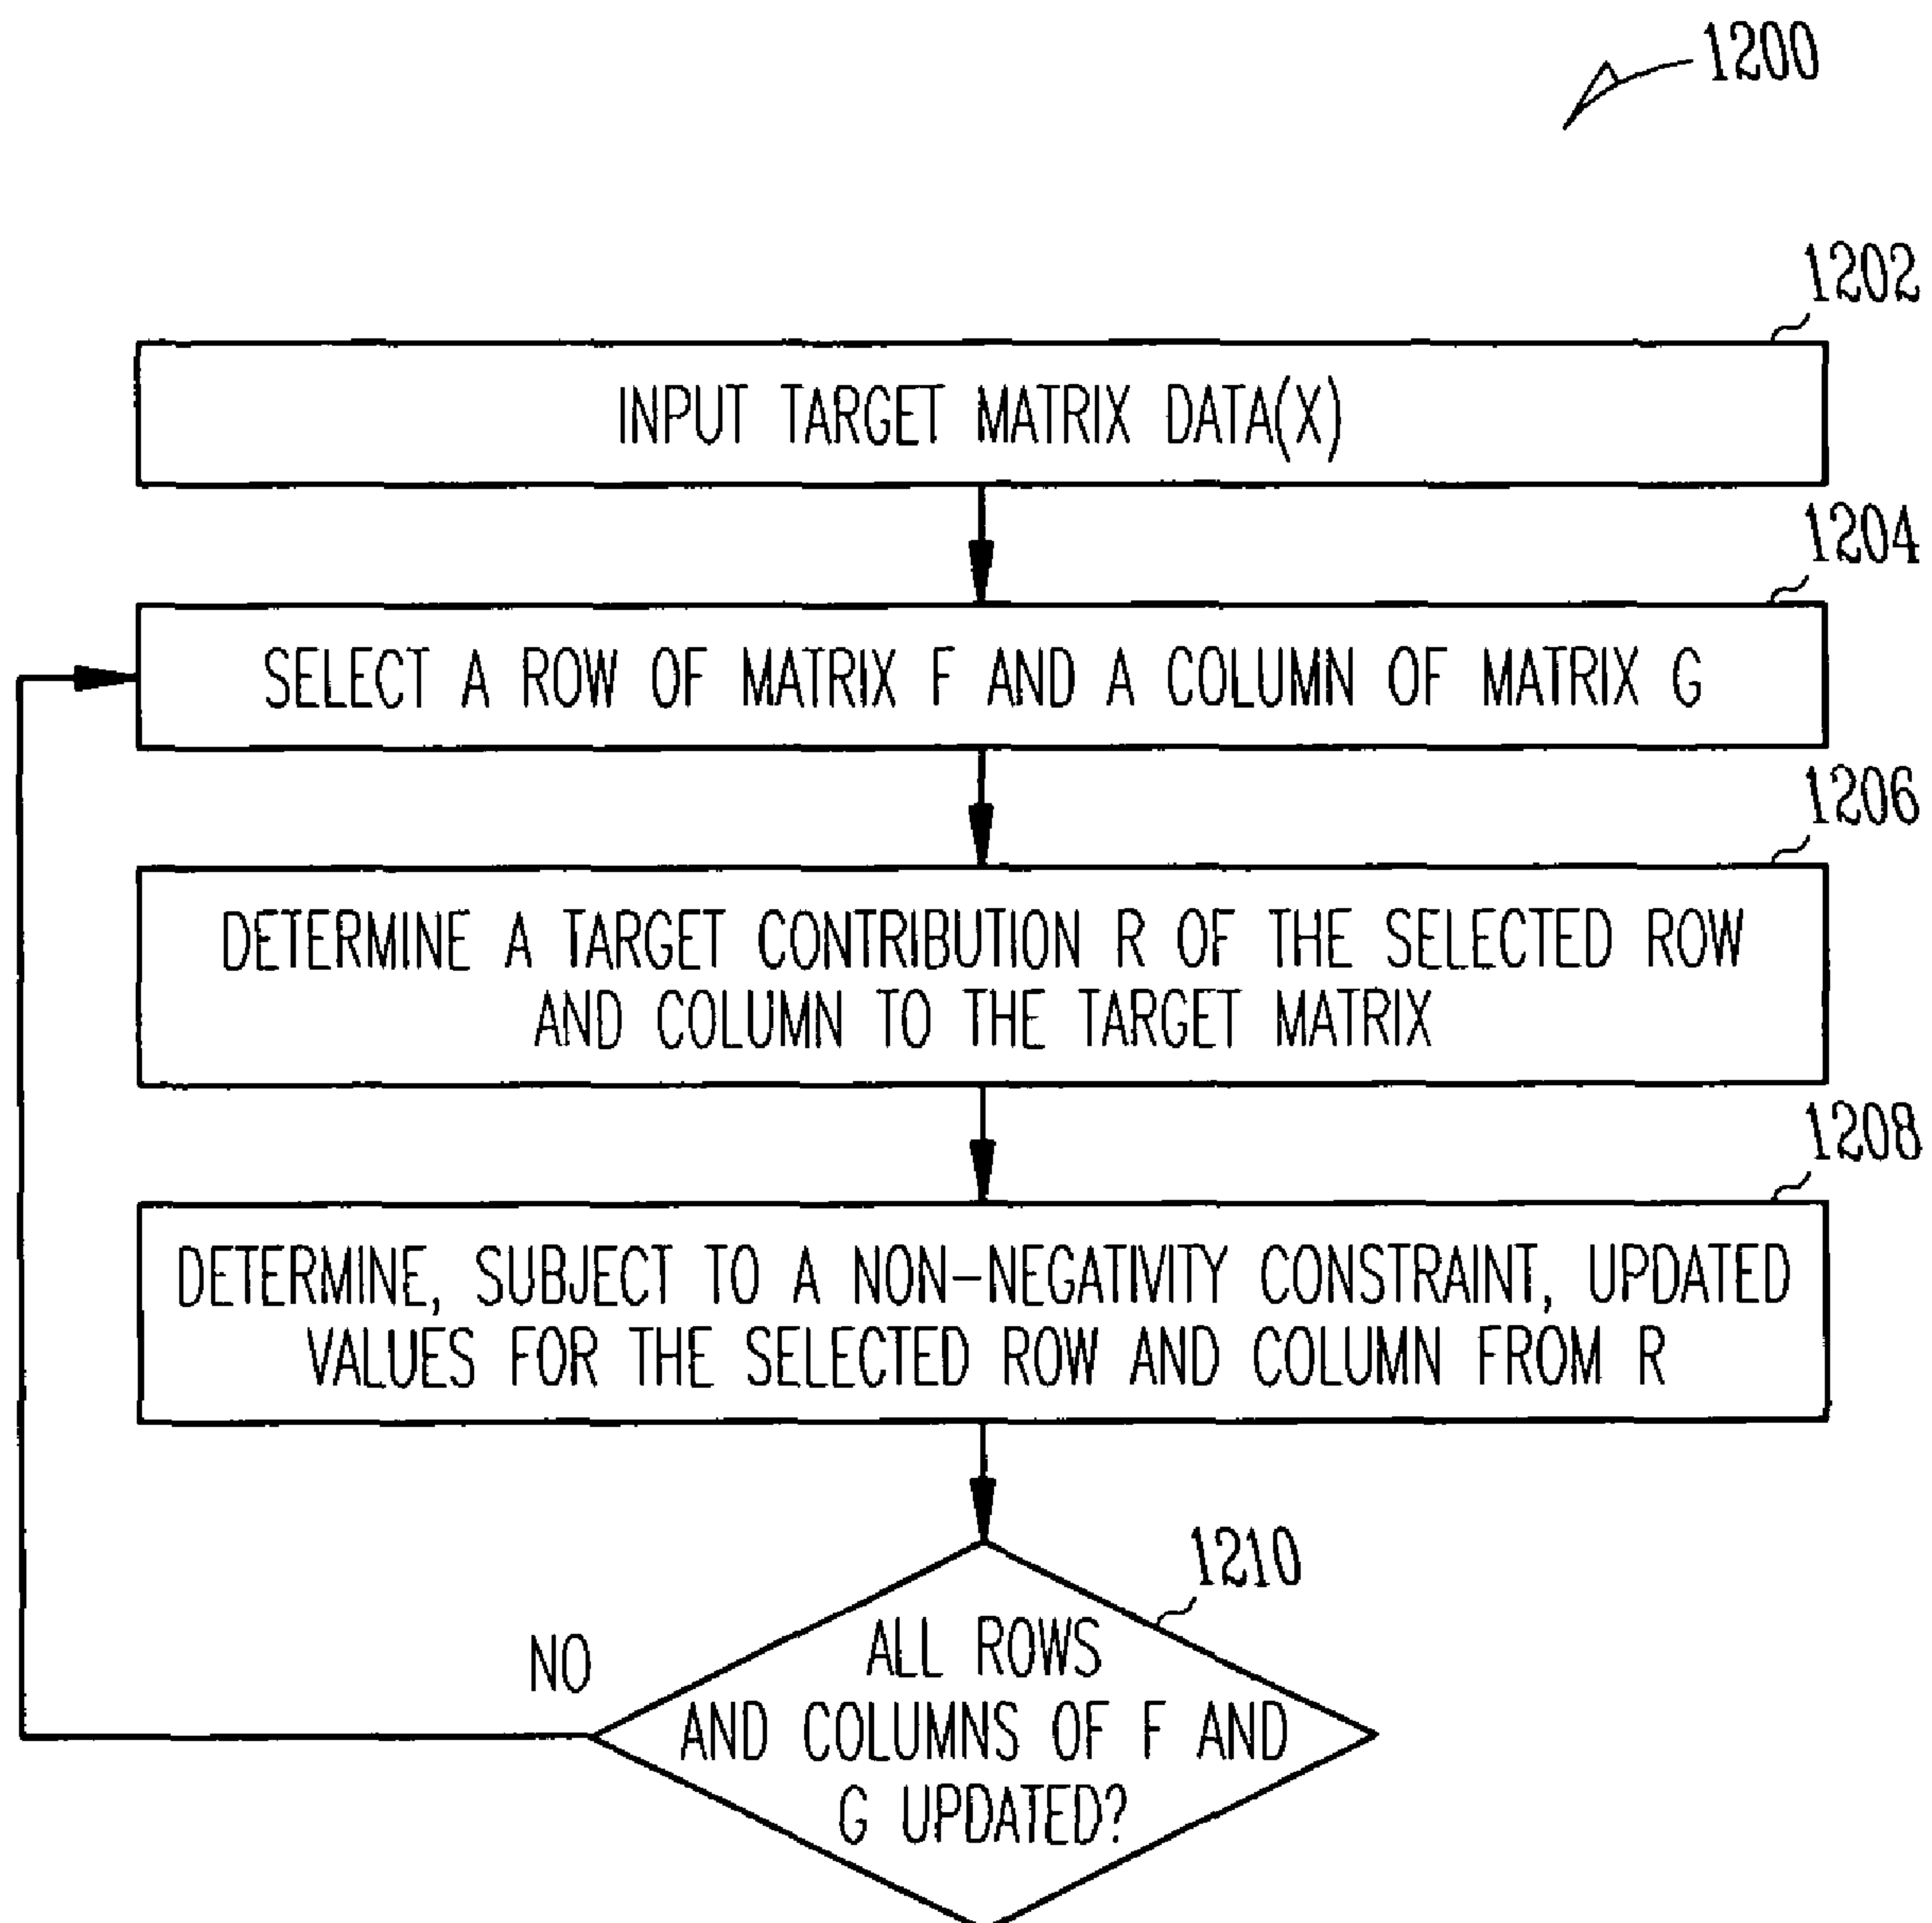 1200
1202
INPUT TARGET MATRIX DATA(X)
1204
SELECT A ROW OF MATRIX F AND A COLUMN OF MATRIX G
1206
DETERMINE A TARGET CONTRIBUTION R OF THE SELECTED ROW
AND COLUMN TO THE TARGET MATRIX
1208
DETERMINE, SUBJECT TO A NON-NEGATIVITY CONSTRAINT, UPDATED
VALUES FOR THE SELECTED ROW AND COLUMN FROM R
1210
NO
ALL ROWS
AND COLUMNS OF F AND
G UPDATED?